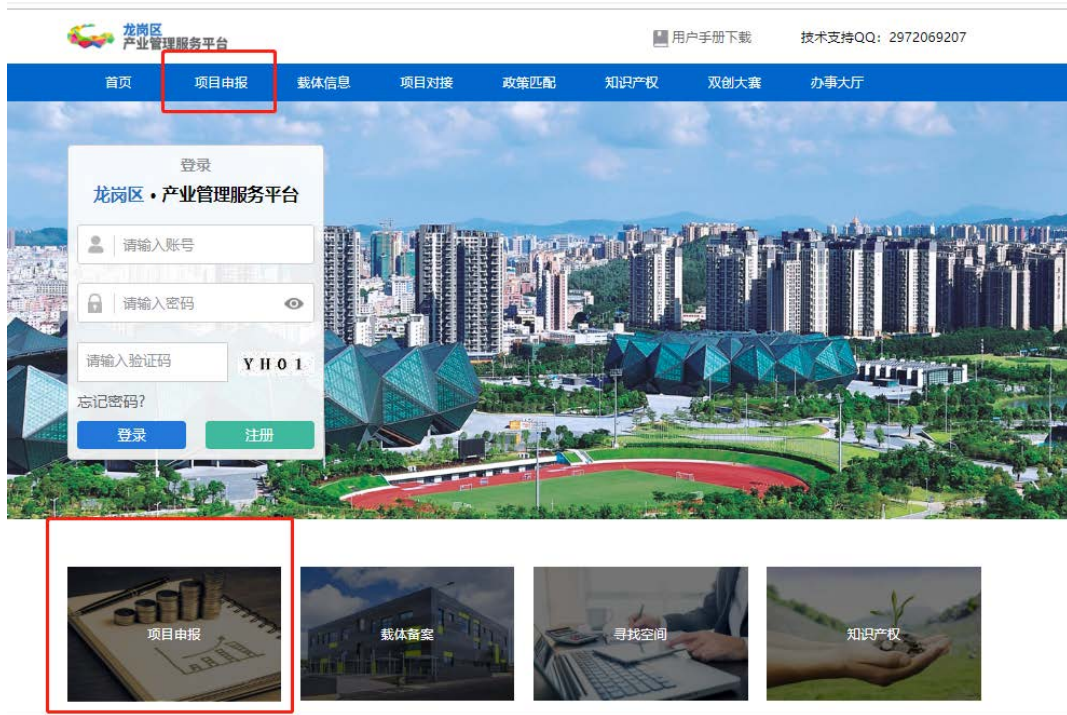 龙岗区
产业管理服务平台
用户手册下载
技术支持QQ：2972069207
首页 项目申报 载体信息 项目对接 政策匹配 知识产权 双创大赛 办事大厅
登录
龙岗区·产业管理服务平台
请输入账号
请输入密码
请输入验证码 YH01
忘记密码?
登录 注册
项目申报 载体备案 寻找空间 知识产权